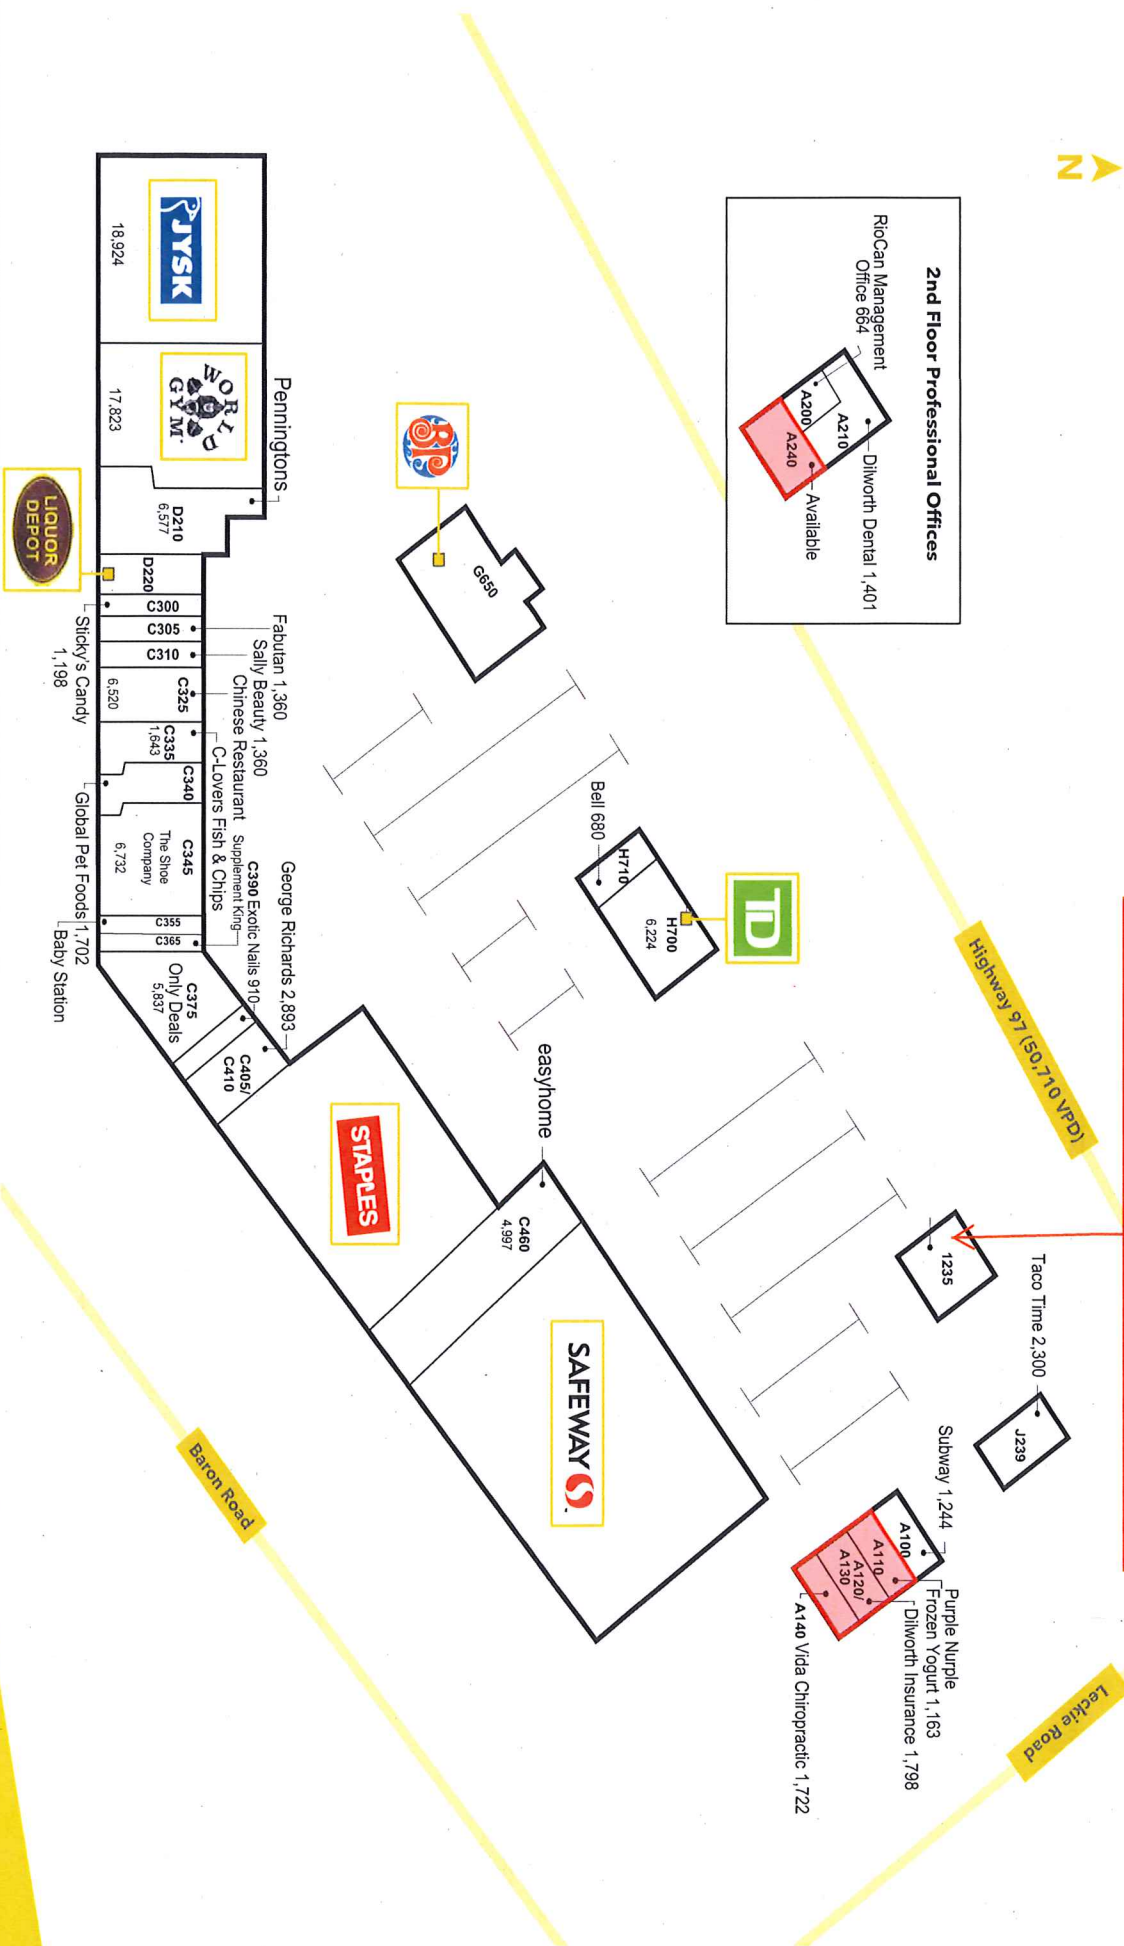 N
2nd Floor Professional Offices
RioCan Management
Office 664
Dilworth Dental 1,401
A200
A210
A240
Available
Highway 97 (50,710 VPD)
Leckie Road
Baron Road
Taco Time 2,300
J239
1235
Subway 1,244
A100
Purple Nurple
Frozen Yogurt 1,163
A110
Dilworth Insurance 1,798
A120/
A130
A140 Vida Chiropractic 1,722
TD
H700
6,224
H710
Bell 680
BP
G650
JYSK
18,924
WORLD
GYM
17,823
Penningtons
D210
6,577
D220
LIQUOR
DEPOT
C300
Sticky's Candy
1,198
C305
Fabutan 1,360
C310
Sally Beauty 1,360
C325
6,520
Chinese Restaurant
C335
1,643
C-Lovers Fish & Chips
C340
Global Pet Foods 1,702
C345
The Shoe
Company
6,732
C355
Baby Station
C365
Supplement King
C375
Only Deals
5,837
C390 Exotic Nails 910
C405/
C410
George Richards 2,893
STAPLES
easyhome
C460
4,997
SAFEWAY